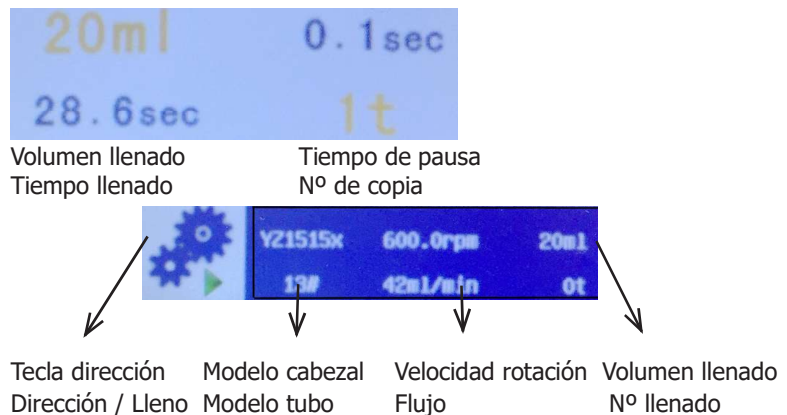 20ml 0.1sec
28.6sec 1t
Volumen llenado Tiempo de pausa
Tiempo llenado Nº de copia
YZ1515x 600.0rpm 20ml
13# 42ml/min 0t
Tecla dirección Modelo cabezal Velocidad rotación Volumen llenado
Dirección / Lleno Modelo tubo Flujo Nº llenado